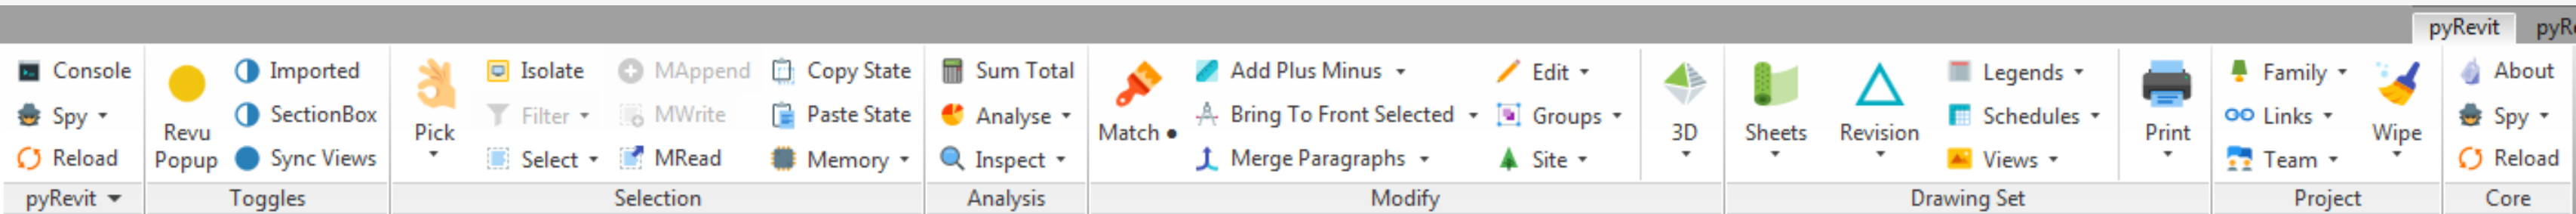 pyRevit pyR
Console Imported Isolate MAppend Copy State Sum Total Add Plus Minus Edit Legends Family About
Spy SectionBox Filter MWrite Paste State Analyse Bring To Front Selected Groups Schedules Links Spy
Revu Popup Pick Match • 3D Sheets Revision Print Wipe
Reload Sync Views Select MRead Memory Inspect Merge Paragraphs Site Views Team Reload
pyRevit Toggles Selection Analysis Modify Drawing Set Project Core